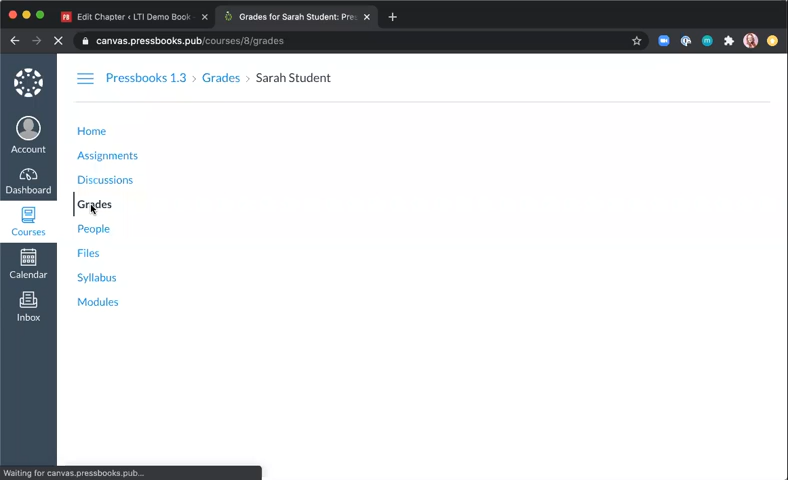 Edit Chapter ‹ LTI Demo Book
Grades for Sarah Student: Pre
canvas.pressbooks.pub/courses/8/grades
Pressbooks 1.3 › Grades › Sarah Student
Account
Dashboard
Courses
Calendar
Inbox
Home
Assignments
Discussions
Grades
People
Files
Syllabus
Modules
Waiting for canvas.pressbooks.pub...